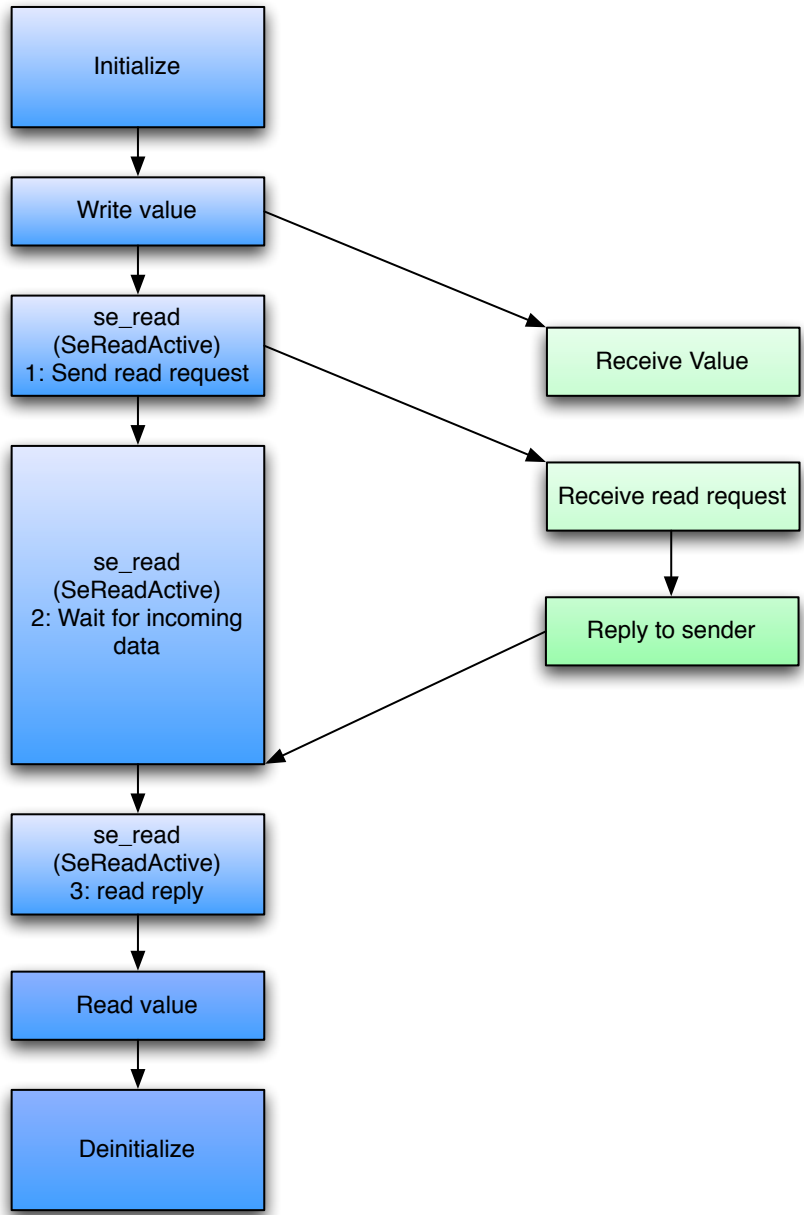 Initialize
Write value
se_read
(SeReadActive)
1: Send read request
Receive Value
se_read
(SeReadActive)
2: Wait for incoming
data
Receive read request
Reply to sender
se_read
(SeReadActive)
3: read reply
Read value
Deinitialize